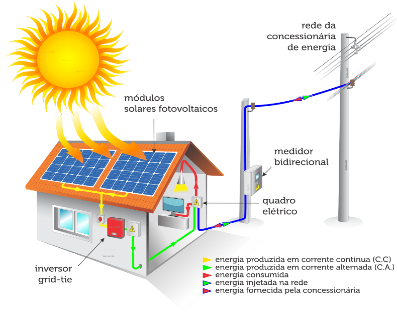 rede da
concessionária
de energia
módulos
solares fotovoltaicos
medidor
bidirecional
quadro
elétrico
inversor
grid-tie
energia produzida em corrente contínua (C.C)
energia produzida em corrente alternada (C.A.)
energia consumida
energia injetada na rede
energia fornecida pela concessionária